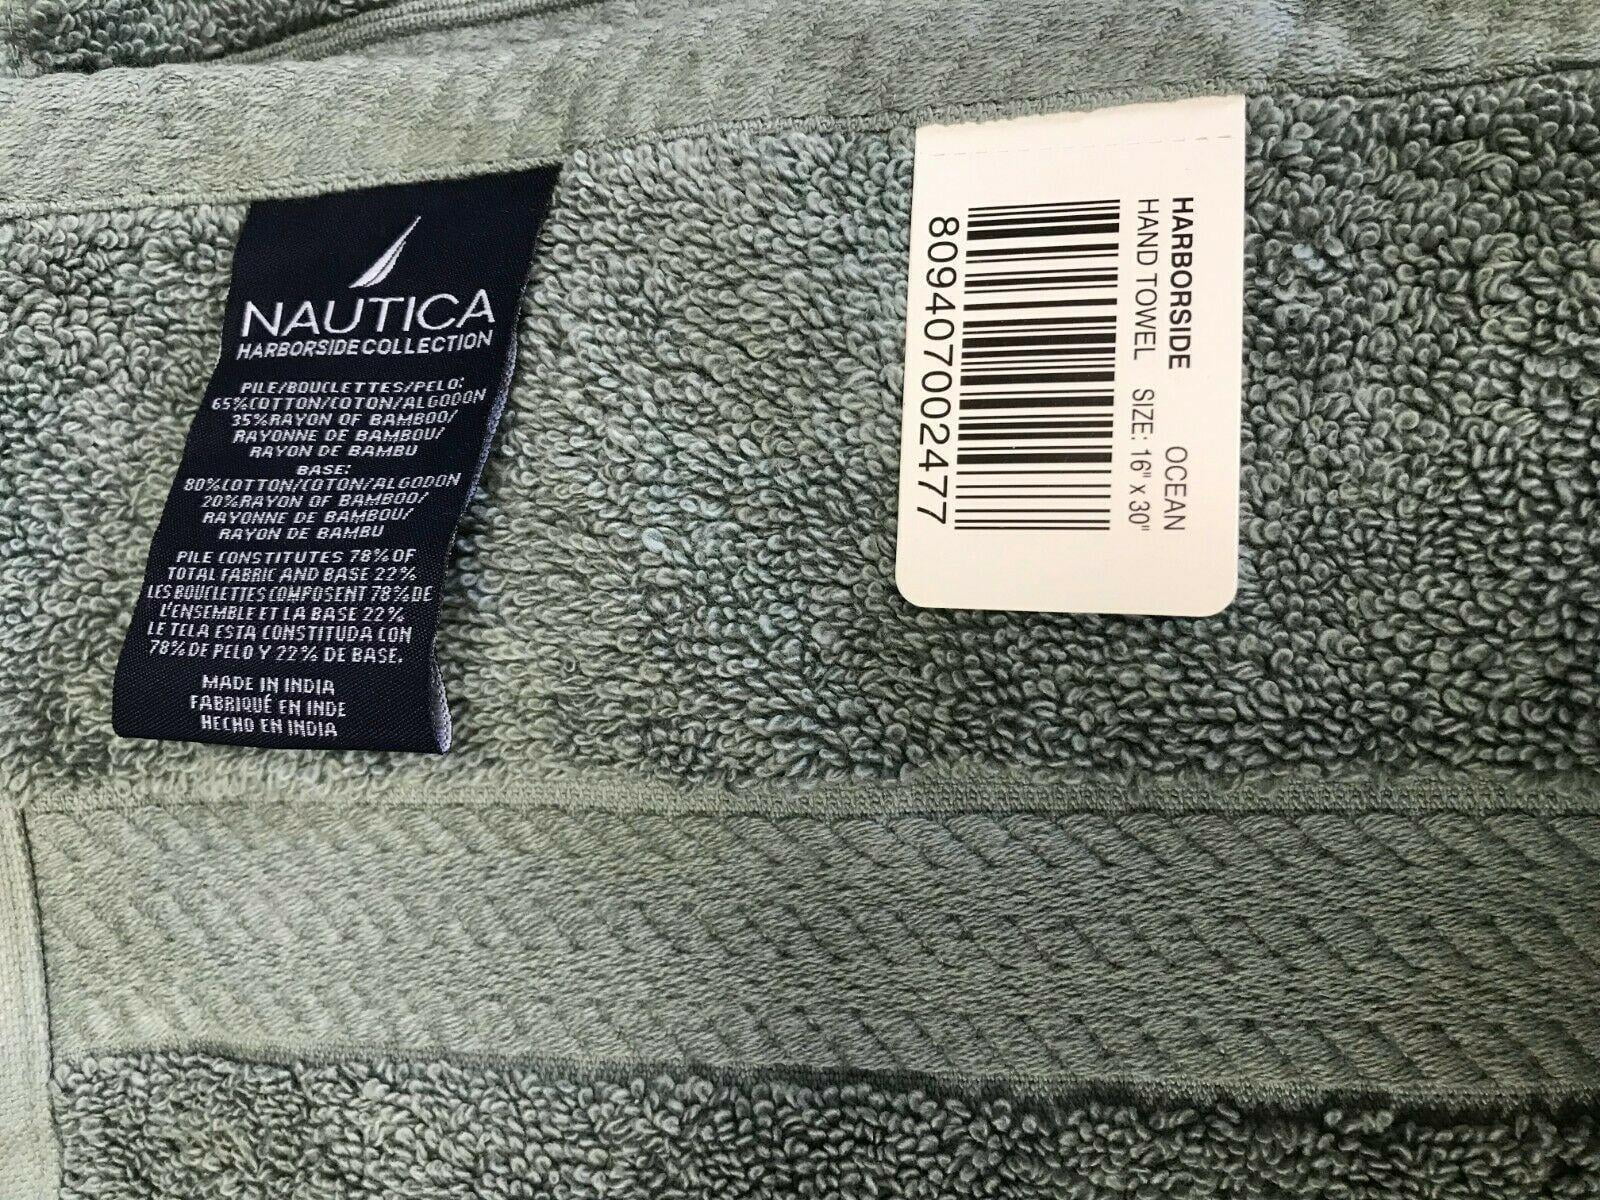 NAUTICA
HARBORSIDE COLLECTION
PILE/BOUCLETTES/PELO:
65%COTTON/COTON/ALGODON
35%RAYON OF BAMBOO/
RAYONNE DE BAMBOU/
RAYON DE BAMBU
BASE:
80%COTTON/COTON/ALGODON
20%RAYON OF BAMBOO/
RAYONNE DE BAMBOU/
RAYON DE BAMBU
PILE CONSTITUTES 78% OF
TOTAL FABRIC AND BASE 22%
LES BOUCLETTES COMPOSENT 78% DE
L'ENSEMBLE ET LA BASE 22%
LE TELA ESTA CONSTITUDA CON
78% DE PELO Y 22% DE BASE.
MADE IN INDIA
FABRIQUÉ EN INDE
HECHO EN INDIA
HARBORSIDE OCEAN
HAND TOWEL SIZE: 16" x 30"
809407002477